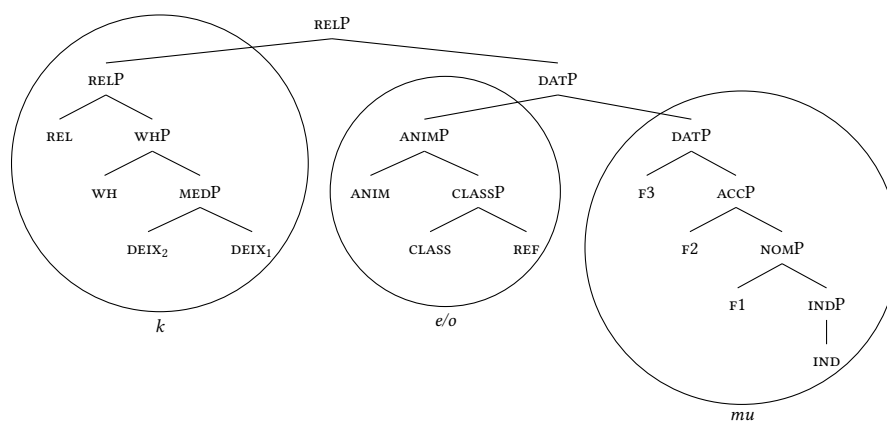 RELP
RELP DATP
REL WHP ANIMP DATP
WH MEDP ANIM CLASSP F3 ACCP
DEIX₂ DEIX₁ CLASS REF F2 NOMP
F1 INDP
k e/o
IND
mu